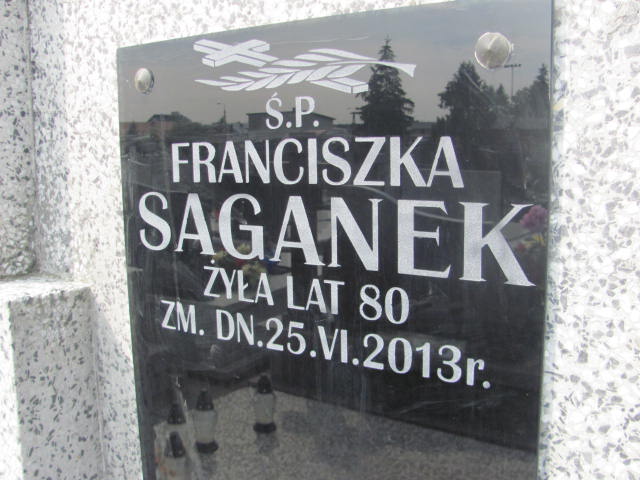 Ś.P.
FRANCISZKA
SAGANEK
ŻYŁA LAT 80
ZM. DN.25.VI.2013r.